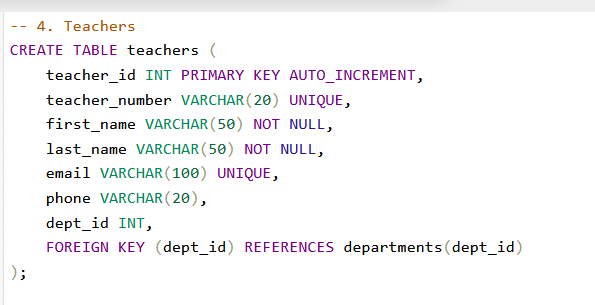 -- 4. Teachers
CREATE TABLE teachers (
    teacher_id INT PRIMARY KEY AUTO_INCREMENT,
    teacher_number VARCHAR(20) UNIQUE,
    first_name VARCHAR(50) NOT NULL,
    last_name VARCHAR(50) NOT NULL,
    email VARCHAR(100) UNIQUE,
    phone VARCHAR(20),
    dept_id INT,
    FOREIGN KEY (dept_id) REFERENCES departments(dept_id)
);